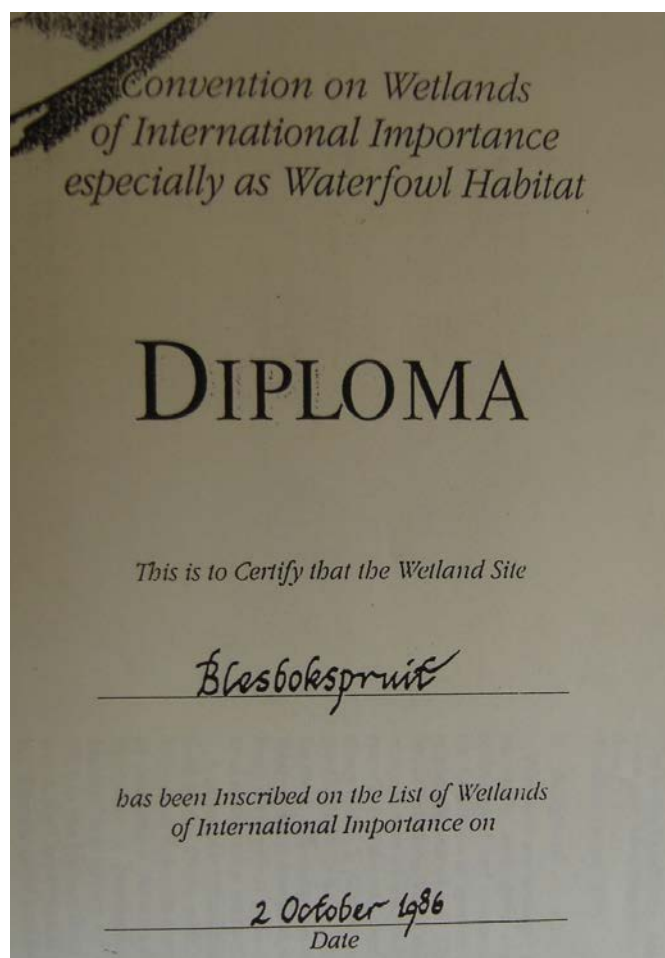 Convention on Wetlands
of International Importance
especially as Waterfowl Habitat
DIPLOMA
This is to Certify that the Wetland Site
Blesbokspruit
has been Inscribed on the List of Wetlands
of International Importance on
2 October 1986
Date